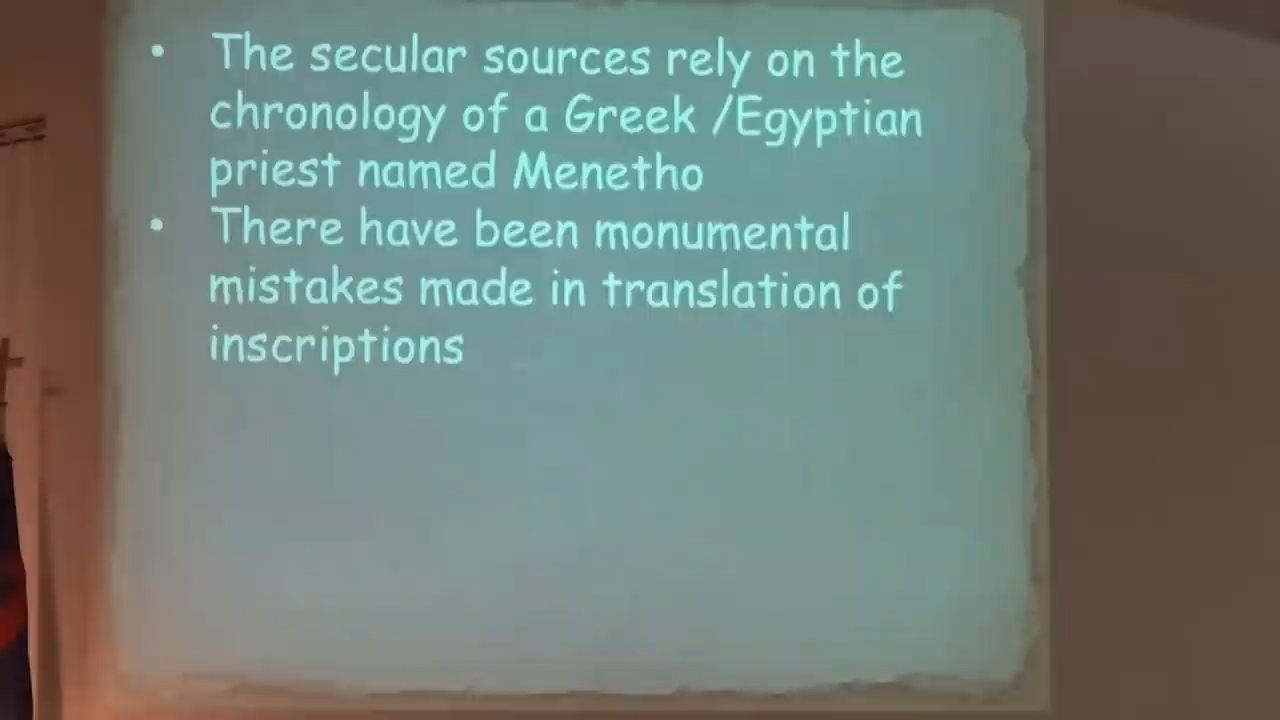 • The secular sources rely on the
chronology of a Greek /Egyptian
priest named Menetho
• There have been monumental
mistakes made in translation of
inscriptions